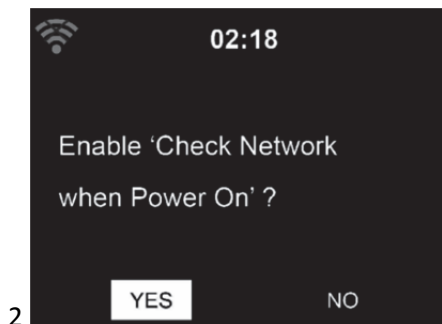 02:18
Enable ‘Check Network
when Power On’ ?
YES NO
2